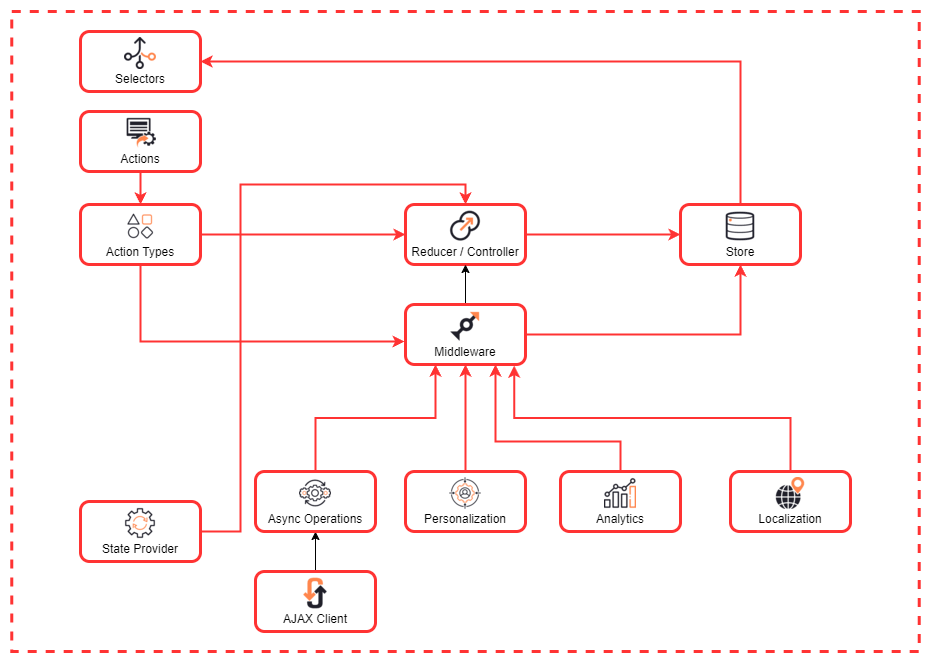 Selectors
Actions
Action Types
Reducer / Controller
Store
Middleware
Async Operations
Personalization
Analytics
Localization
State Provider
AJAX Client